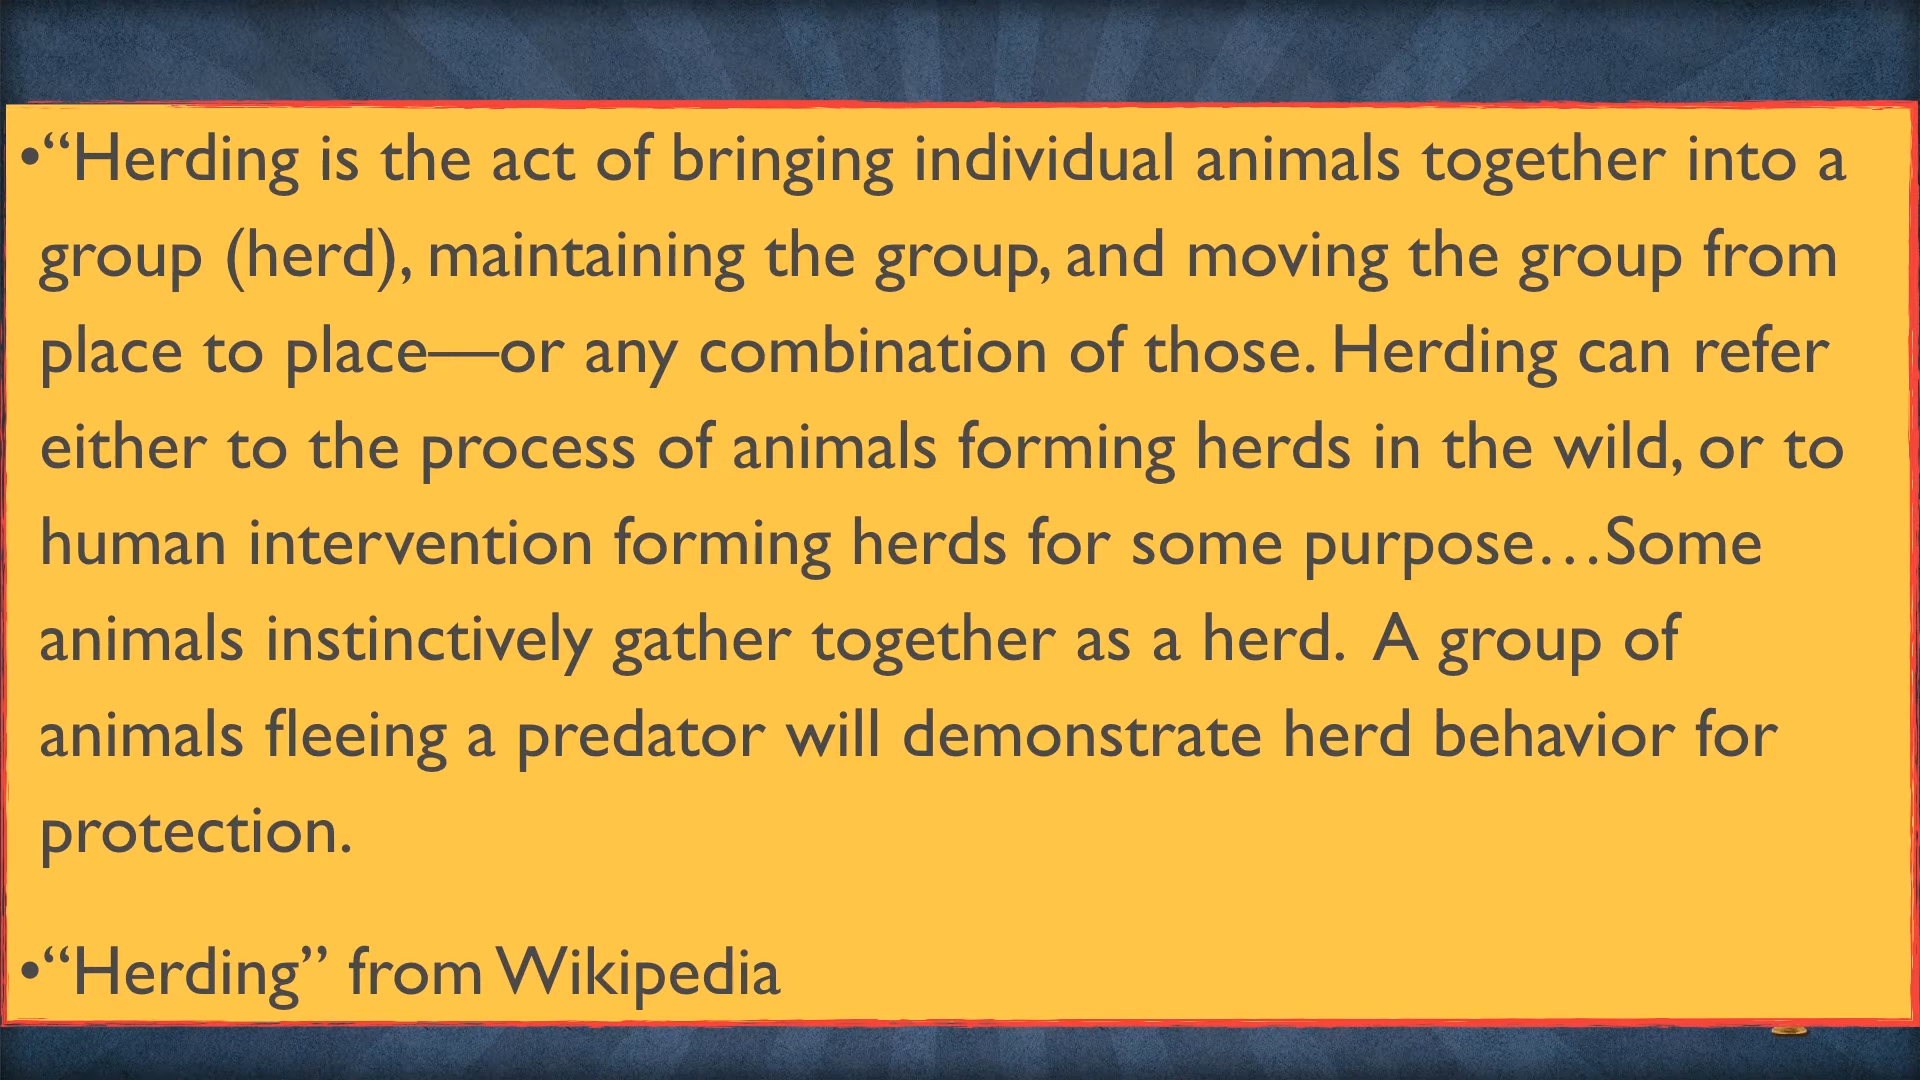 •“Herding is the act of bringing individual animals together into a
group (herd), maintaining the group, and moving the group from
place to place—or any combination of those. Herding can refer
either to the process of animals forming herds in the wild, or to
human intervention forming herds for some purpose…Some
animals instinctively gather together as a herd.  A group of
animals fleeing a predator will demonstrate herd behavior for
protection.
•“Herding” from Wikipedia